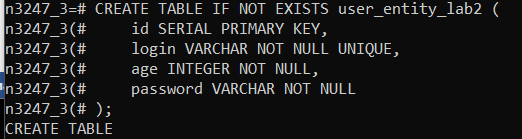 n3247_3=# CREATE TABLE IF NOT EXISTS user_entity_lab2 (
n3247_3(#     id SERIAL PRIMARY KEY,
n3247_3(#     login VARCHAR NOT NULL UNIQUE,
n3247_3(#     age INTEGER NOT NULL,
n3247_3(#     password VARCHAR NOT NULL
n3247_3(# );
CREATE TABLE